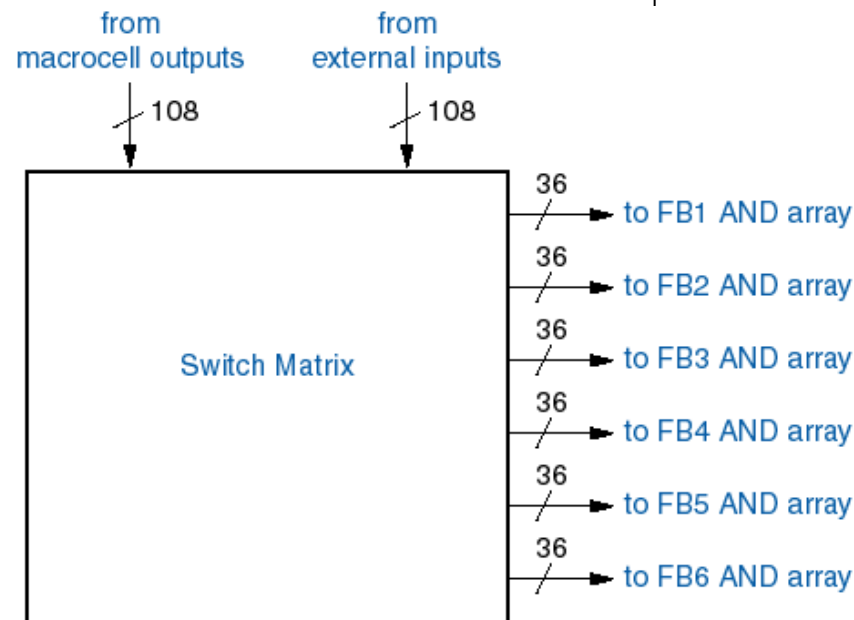 from
macrocell outputs
from
external inputs
108
108
36
to FB1 AND array
36
to FB2 AND array
36
to FB3 AND array
Switch Matrix
36
to FB4 AND array
36
to FB5 AND array
36
to FB6 AND array